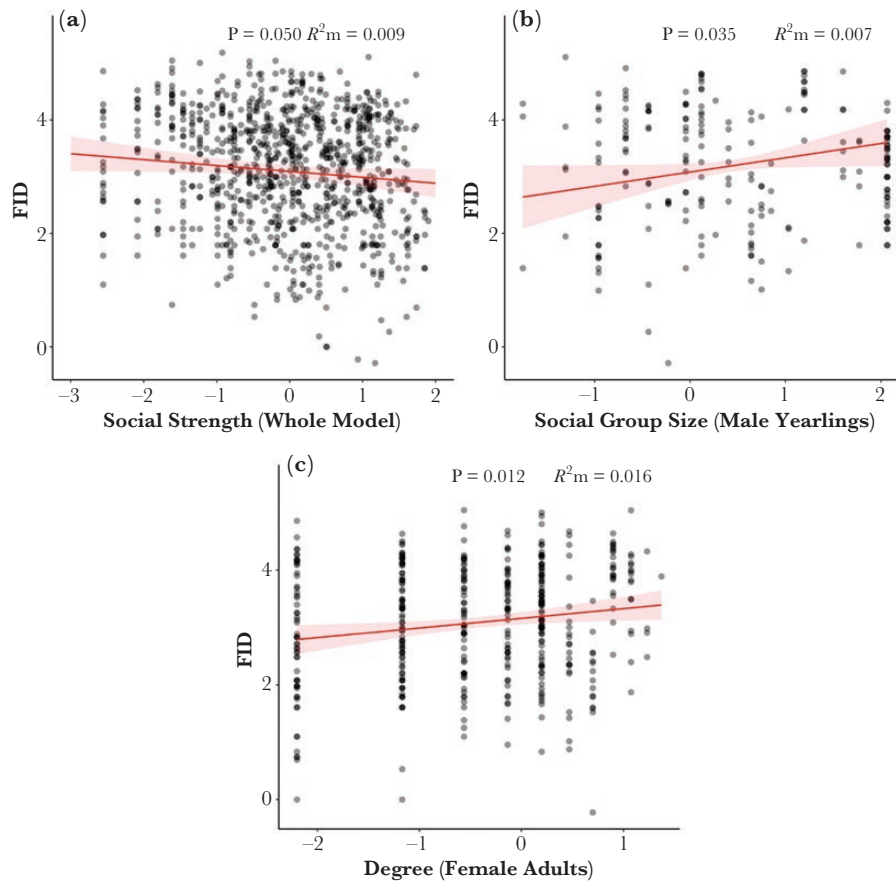 (a)
P = 0.050 R²m = 0.009
FID
4
2
0
−3 −2 −1 0 1 2
Social Strength (Whole Model)
(b)
P = 0.035 R²m = 0.007
FID
4
2
0
−1 0 1 2
Social Group Size (Male Yearlings)
(c)
P = 0.012 R²m = 0.016
FID
4
2
0
−2 −1 0 1
Degree (Female Adults)